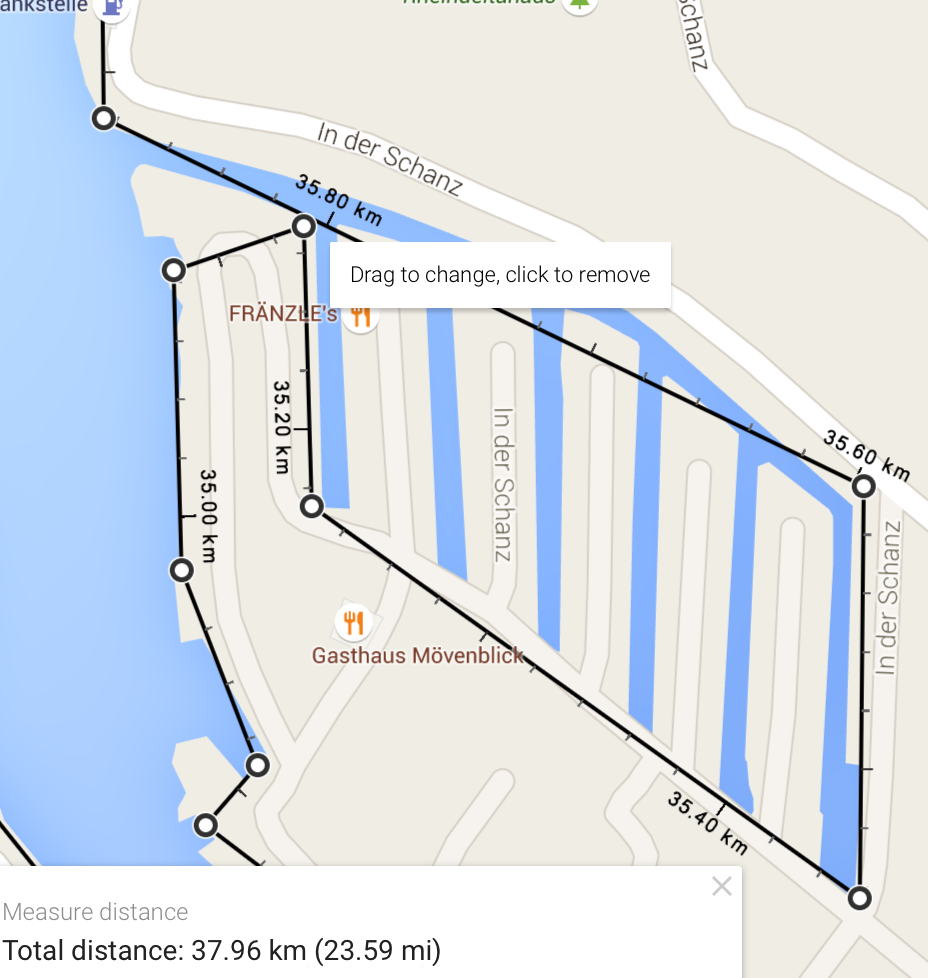 ankstelle
Schanz
In der Schanz
35.80 km
Drag to change, click to remove
FRÄNZLE's
35.20 km
In der Schanz
35.60 km
35.00 km
In der Schanz
Gasthaus Mövenblick
35.40 km
Measure distance
Total distance: 37.96 km (23.59 mi)